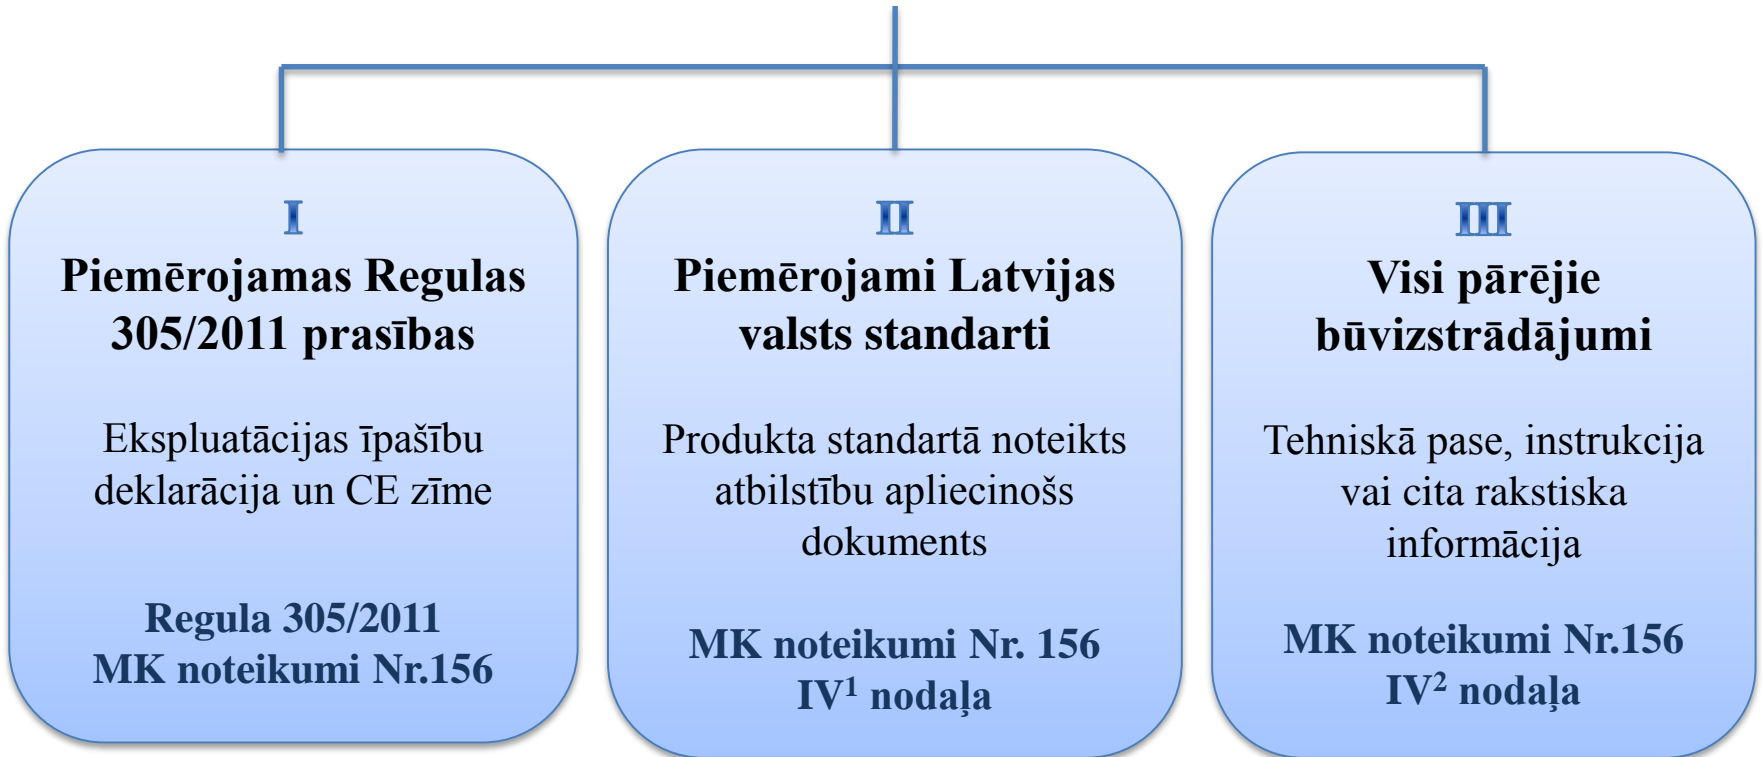 I
Piemērojamas Regulas
305/2011 prasības
Ekspluatācijas īpašību
deklarācija un CE zīme
Regula 305/2011
MK noteikumi Nr.156
II
Piemērojami Latvijas
valsts standarti
Produkta standartā noteikts
atbilstību apliecinošs
dokuments
MK noteikumi Nr. 156
IV¹ nodaļa
III
Visi pārējie
būvizstrādājumi
Tehniskā pase, instrukcija
vai cita rakstiska
informācija
MK noteikumi Nr.156
IV² nodaļa